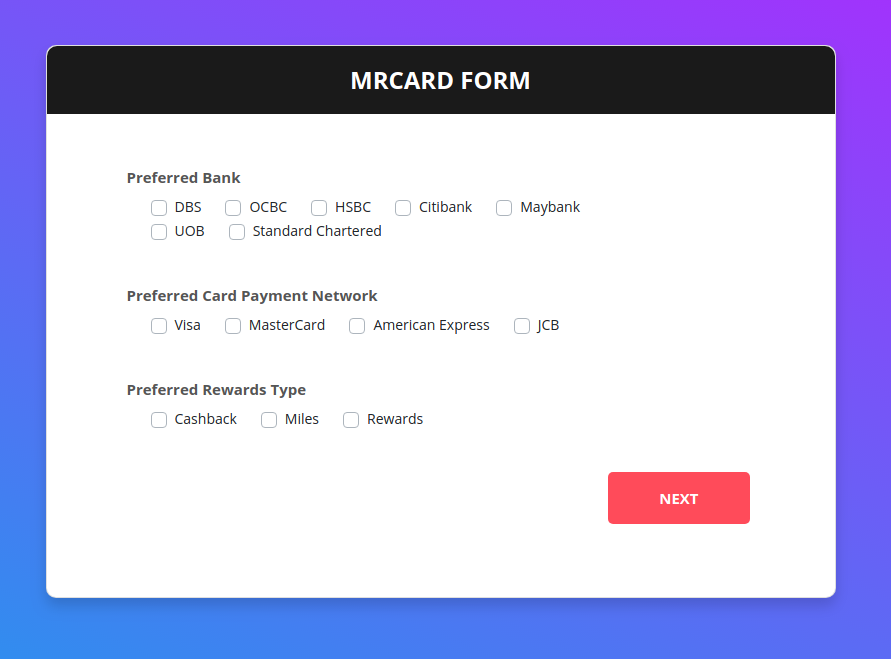 MRCARD FORM
Preferred Bank
DBS OCBC HSBC Citibank Maybank
UOB Standard Chartered
Preferred Card Payment Network
Visa MasterCard American Express JCB
Preferred Rewards Type
Cashback Miles Rewards
NEXT